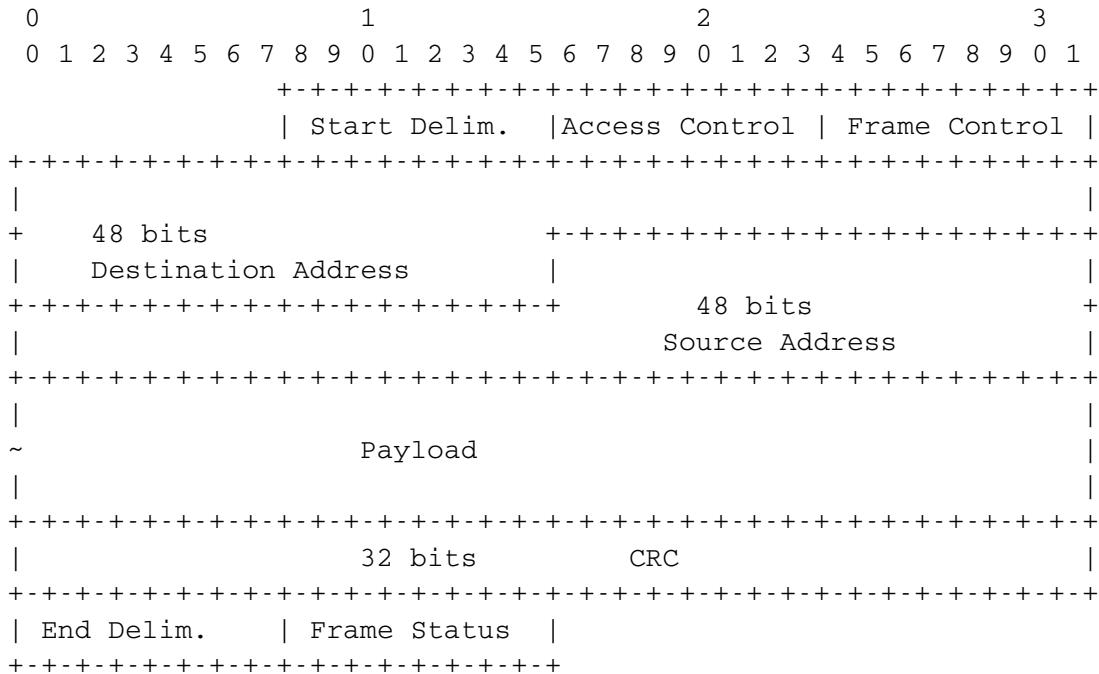 0                   1                   2                   3
 0 1 2 3 4 5 6 7 8 9 0 1 2 3 4 5 6 7 8 9 0 1 2 3 4 5 6 7 8 9 0 1
                +-+-+-+-+-+-+-+-+-+-+-+-+-+-+-+-+-+-+-+-+-+-+-+-+
                | Start Delim.  |Access Control | Frame Control |
+-+-+-+-+-+-+-+-+-+-+-+-+-+-+-+-+-+-+-+-+-+-+-+-+-+-+-+-+-+-+-+-+
|                                                               |
+    48 bits                    +-+-+-+-+-+-+-+-+-+-+-+-+-+-+-+-+
|    Destination Address        |                               |
+-+-+-+-+-+-+-+-+-+-+-+-+-+-+-+-+        48 bits                +
|                                      Source Address           |
+-+-+-+-+-+-+-+-+-+-+-+-+-+-+-+-+-+-+-+-+-+-+-+-+-+-+-+-+-+-+-+-+
|                                                               |
~                    Payload                                    |
|                                                               |
+-+-+-+-+-+-+-+-+-+-+-+-+-+-+-+-+-+-+-+-+-+-+-+-+-+-+-+-+-+-+-+-+
|                    32 bits         CRC                        |
+-+-+-+-+-+-+-+-+-+-+-+-+-+-+-+-+-+-+-+-+-+-+-+-+-+-+-+-+-+-+-+-+
| End Delim.    | Frame Status  |
+-+-+-+-+-+-+-+-+-+-+-+-+-+-+-+-+